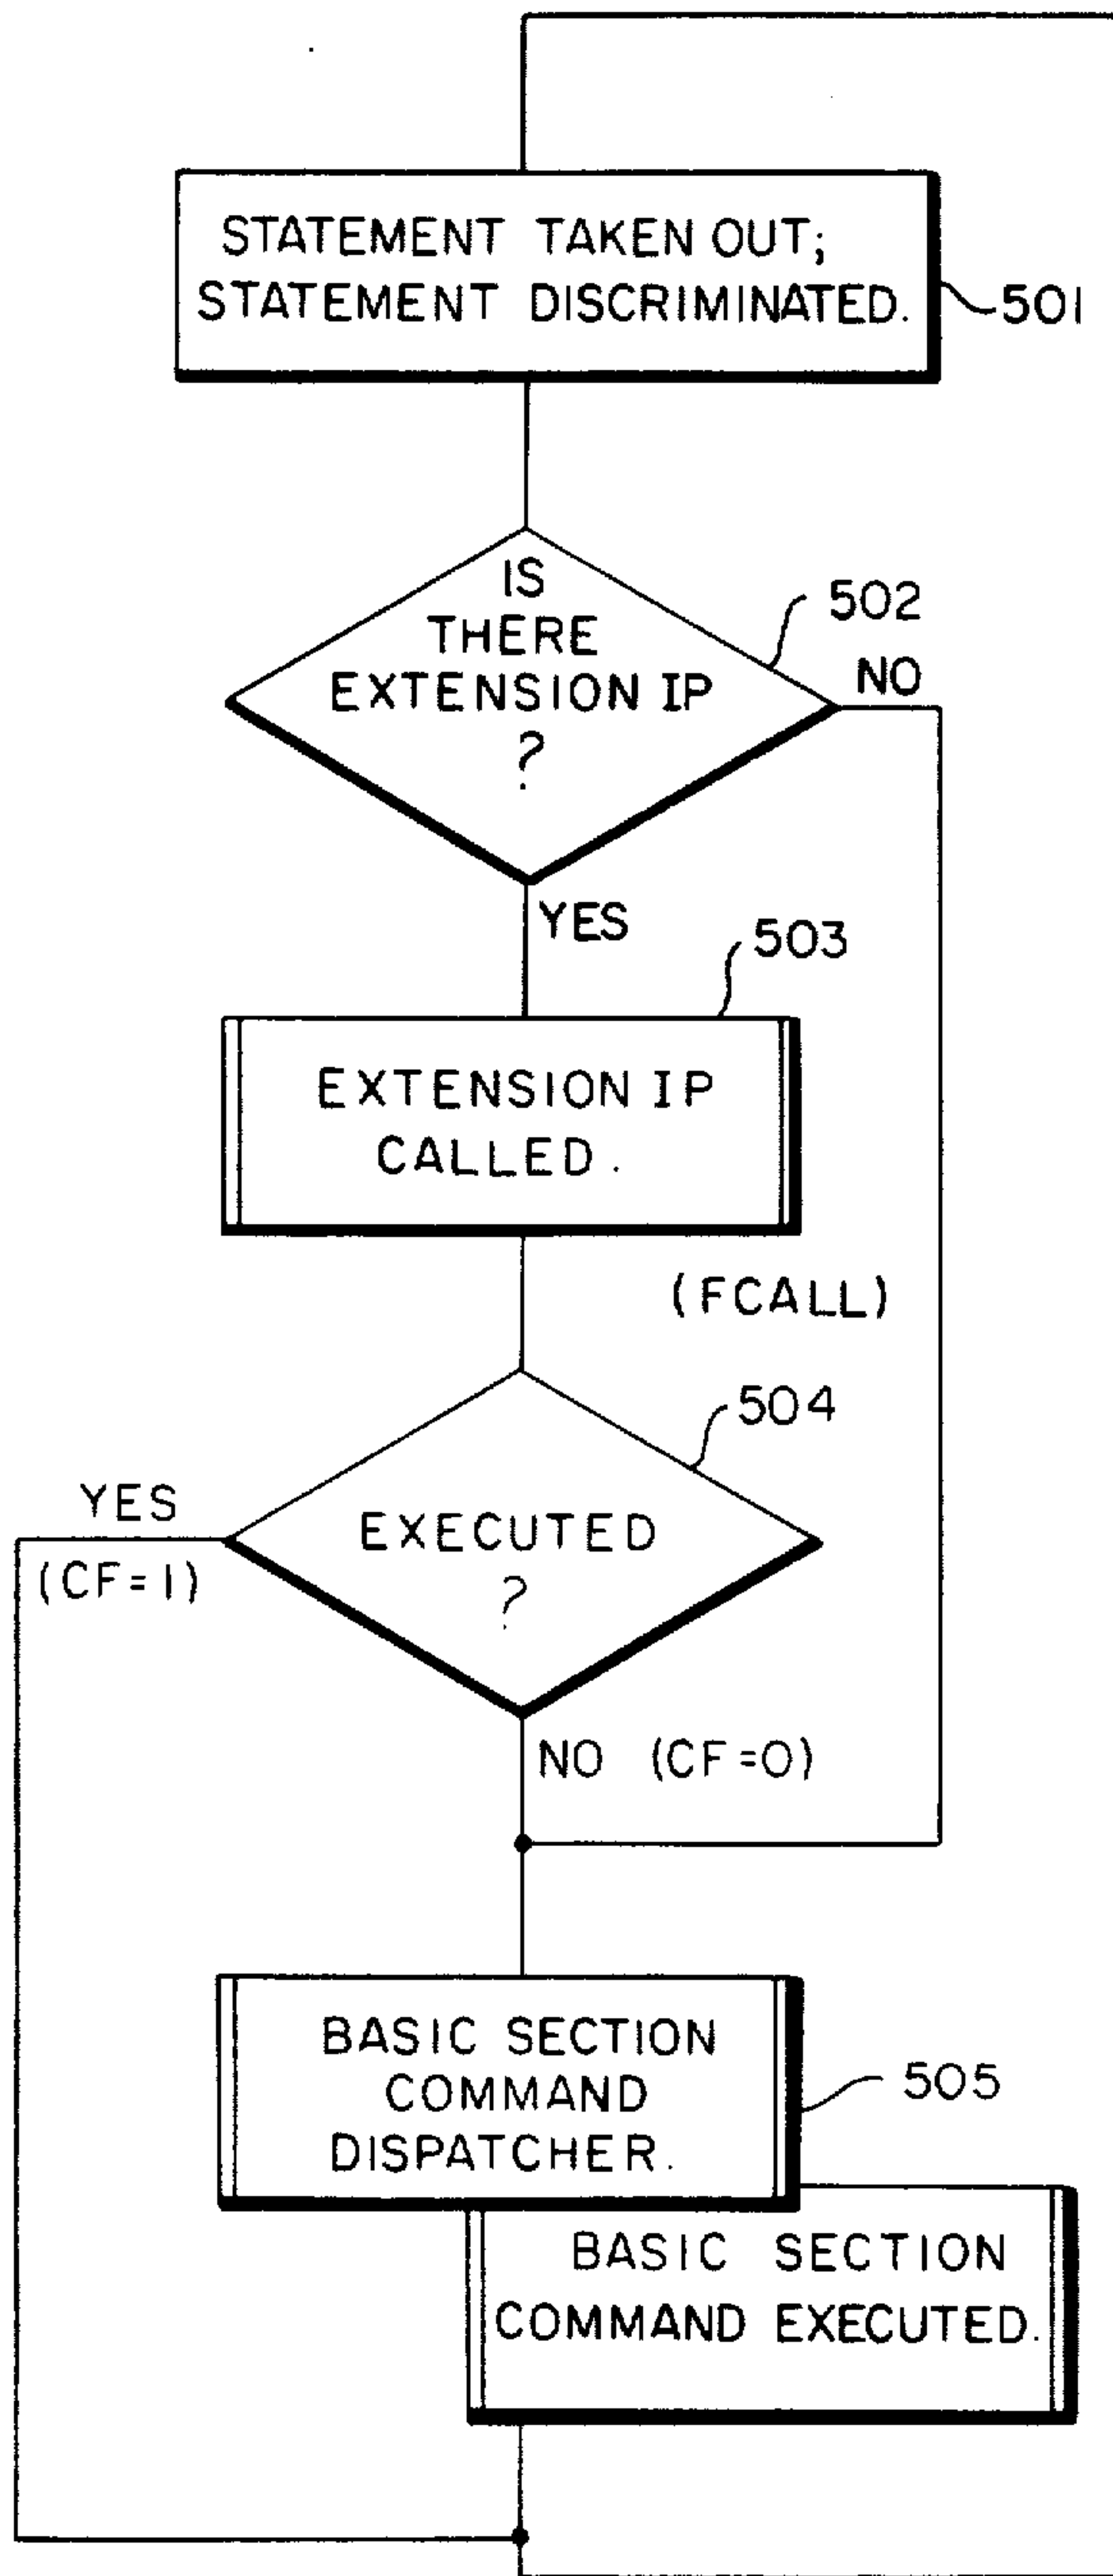 STATEMENT TAKEN OUT;
STATEMENT DISCRIMINATED.
501
IS
THERE
EXTENSION IP
?
502
NO
YES
503
EXTENSION IP
CALLED.
(FCALL)
504
YES
(CF=1)
EXECUTED
?
NO (CF=0)
BASIC SECTION
COMMAND
DISPATCHER.
505
BASIC SECTION
COMMAND EXECUTED.